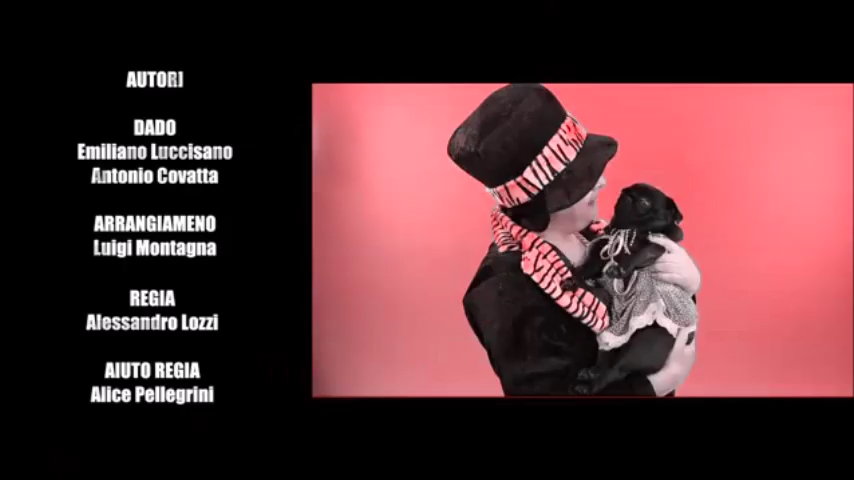 AUTORI
DADO
Emiliano Luccisano
Antonio Covatta
ARRANGIAMENO
Luigi Montagna
REGIA
Alessandro Lozzi
AIUTO REGIA
Alice Pellegrini